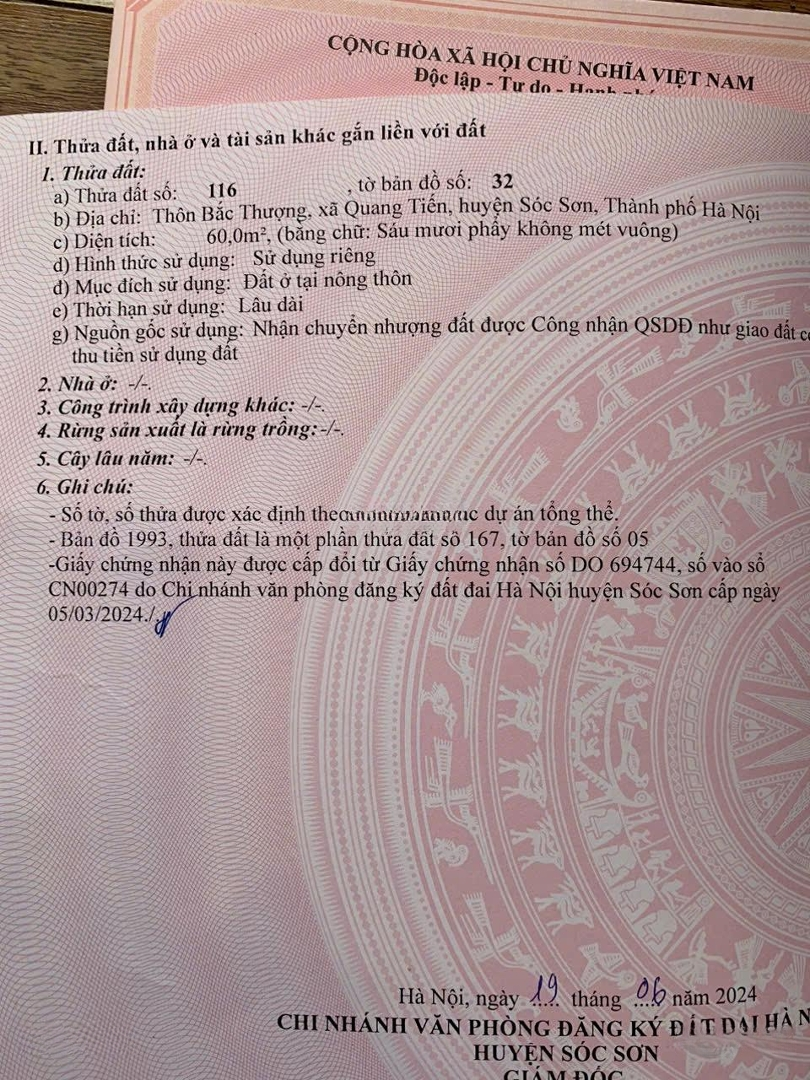 CỘNG HÒA XÃ HỘI CHỦ NGHĨA VIỆT NAM
Độc lập - Tự do -
II. Thửa đất, nhà ở và tài sản khác gắn liền với đất
1. Thửa đất:
a) Thửa đất số: 116 , tờ bản đồ số: 32
b) Địa chỉ: Thôn Bắc Thượng, xã Quang Tiến, huyện Sóc Sơn, Thành phố Hà Nội
c) Diện tích: 60,0m², (bằng chữ: Sáu mươi phẩy không mét vuông)
d) Hình thức sử dụng: Sử dụng riêng
đ) Mục đích sử dụng: Đất ở tại nông thôn
e) Thời hạn sử dụng: Lâu dài
g) Nguồn gốc sử dụng: Nhận chuyển nhượng đất được Công nhận QSDĐ như giao đất
thu tiền sử dụng đất
2. Nhà ở: -/-.
3. Công trình xây dựng khác: -/-.
4. Rừng sản xuất là rừng trồng: -/-.
5. Cây lâu năm: -/-.
6. Ghi chú:
- Số tờ, số thửa được xác định dự án tổng thể.
- Bản đồ 1993, thửa đất là một phần thửa đất số 167, tờ bản đồ số 05
-Giấy chứng nhận này được cấp đổi từ Giấy chứng nhận số DO 694744, số vào sổ
CN00274 do Chi nhánh văn phòng đăng ký đất đai Hà Nội huyện Sóc Sơn cấp ngày
05/03/2024./.
Hà Nội, ngày 19 tháng 06 năm 2024
CHI NHÁNH VĂN PHÒNG ĐĂNG KÝ ĐẤT ĐAI HÀ
HUYỆN SÓC SƠN
GIÁM ĐỐC